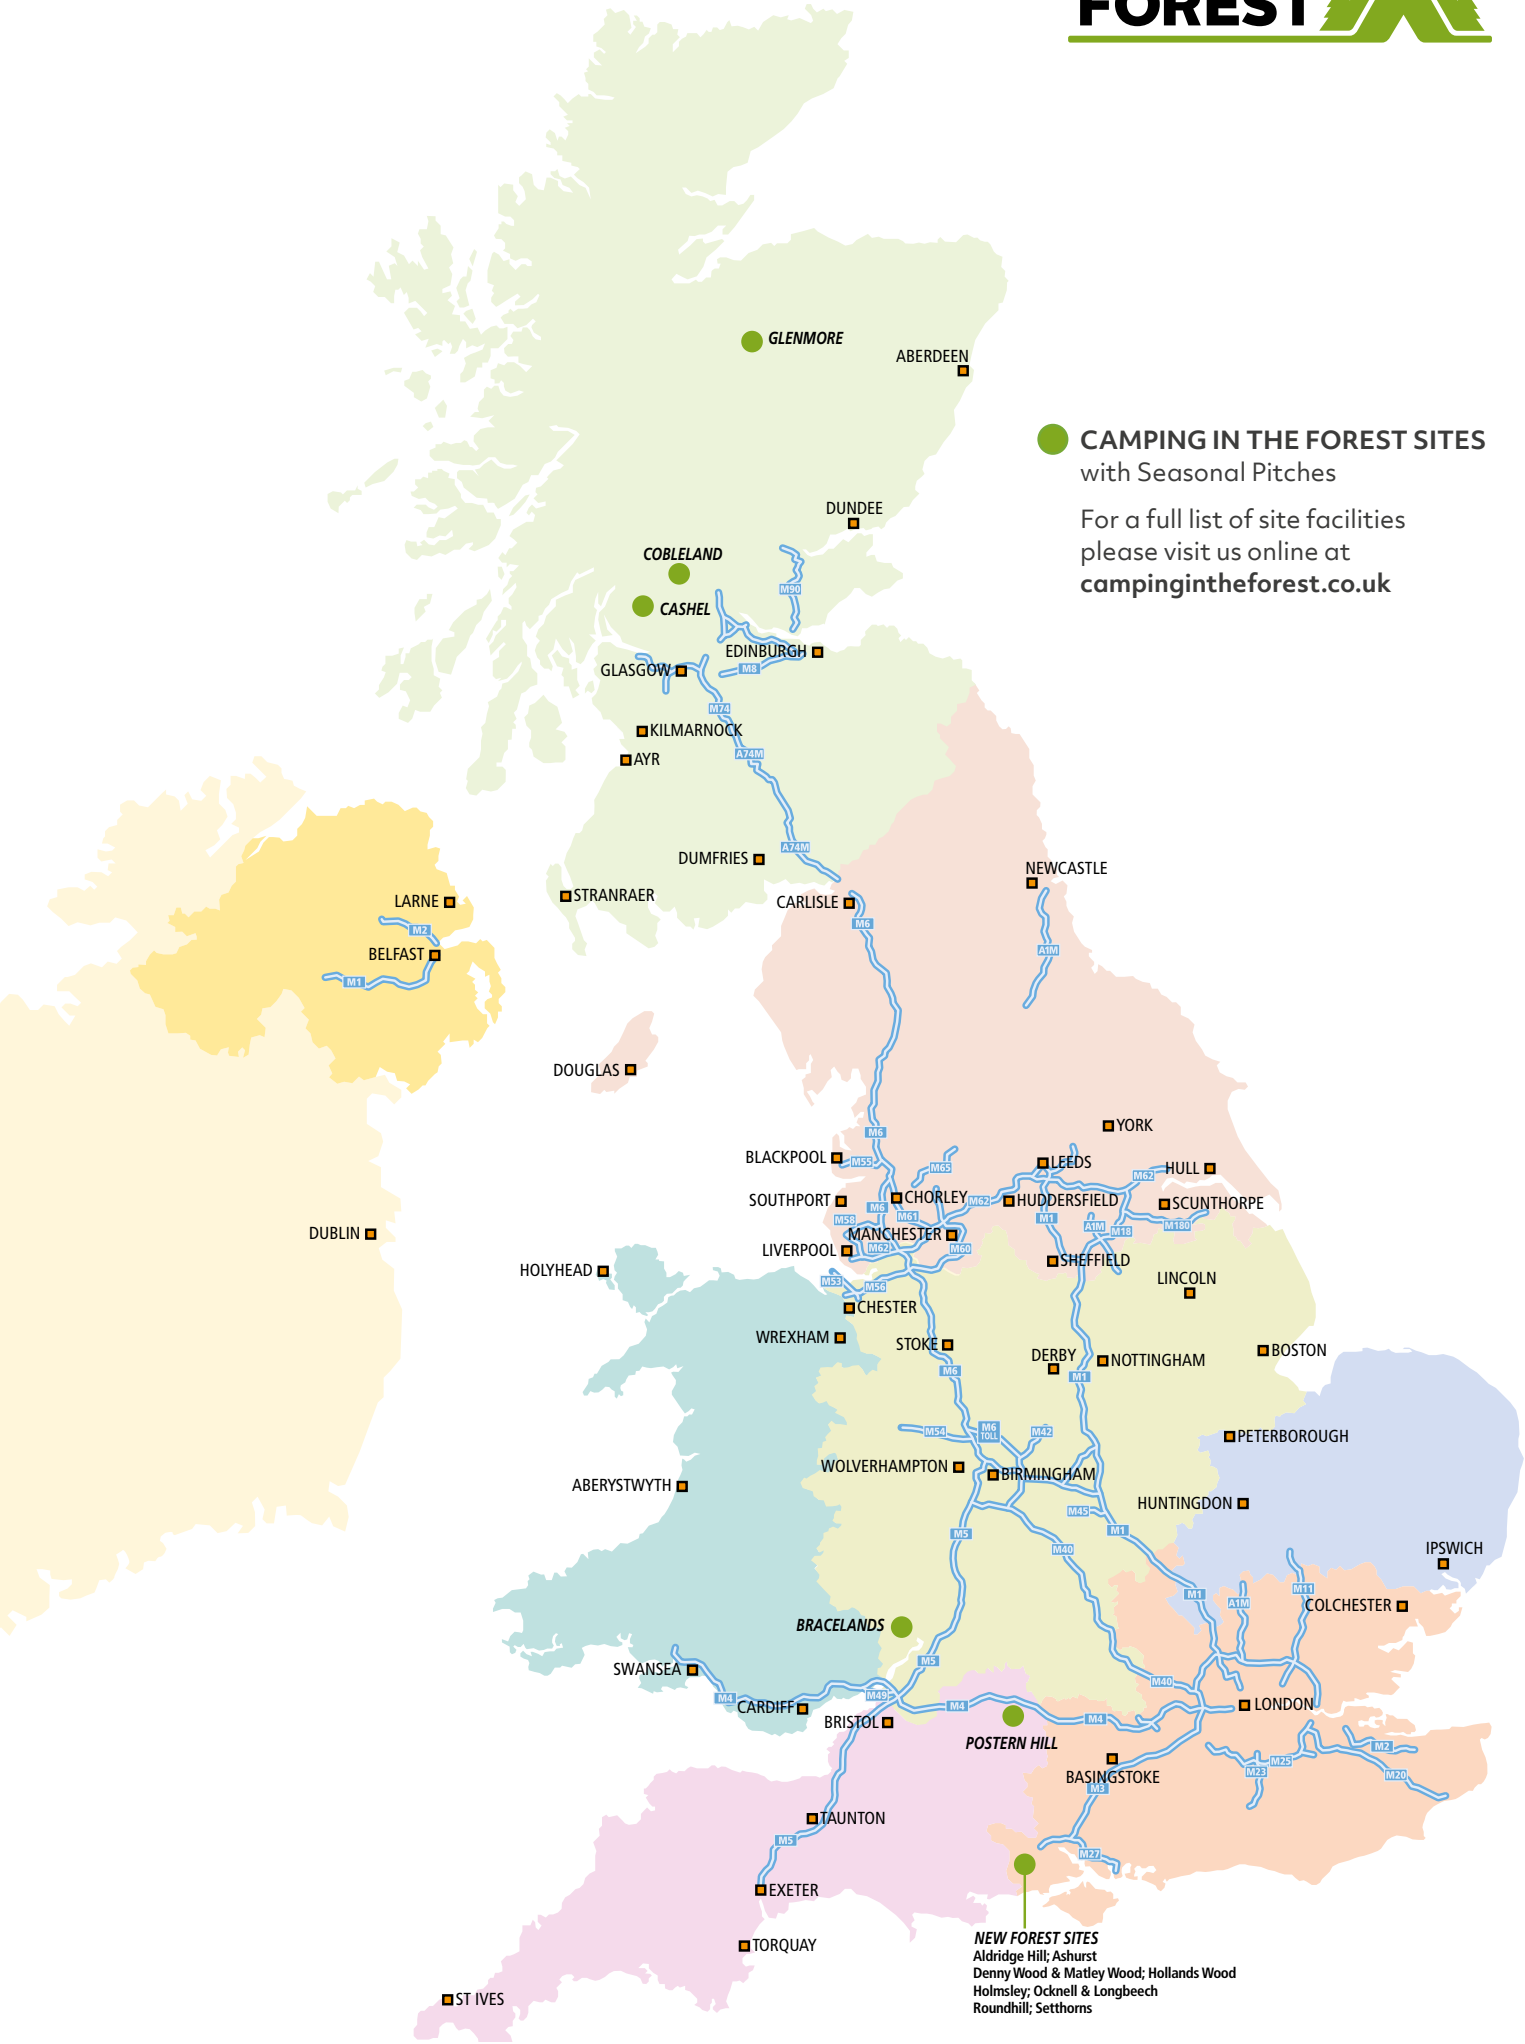 FOREST
GLENMORE
ABERDEEN
CAMPING IN THE FOREST SITES
with Seasonal Pitches
For a full list of site facilities
please visit us online at
campingintheforest.co.uk
DUNDEE
COBLELAND
M90
CASHEL
EDINBURGH
GLASGOW
M8
M74
KILMARNOCK
A74M
AYR
A74M
DUMFRIES
NEWCASTLE
STRANRAER
LARNE
CARLISLE
M6
M2
A1M
BELFAST
M1
DOUGLAS
YORK
M6
BLACKPOOL
M55
M65
LEEDS
HULL
M62
SOUTHPORT
CHORLEY
M62
HUDDERSFIELD
SCUNTHORPE
M6
M58
M61
M1
A1M
M18
M180
DUBLIN
MANCHESTER
LIVERPOOL
M62
M60
SHEFFIELD
HOLYHEAD
LINCOLN
M53
M56
CHESTER
WREXHAM
STOKE
DERBY
NOTTINGHAM
BOSTON
M6
M1
M54
M6
TOLL
M42
PETERBOROUGH
WOLVERHAMPTON
BIRMINGHAM
ABERYSTWYTH
HUNTINGDON
M45
M5
M1
M40
IPSWICH
M1
A1M
M11
COLCHESTER
BRACELANDS
SWANSEA
M5
M40
M4
CARDIFF
M49
M4
M4
LONDON
BRISTOL
POSTERN HILL
M2
M25
M23
M20
BASINGSTOKE
M3
TAUNTON
M5
M27
EXETER
TORQUAY
NEW FOREST SITES
Aldridge Hill; Ashurst
Denny Wood & Matley Wood; Hollands Wood
Holmsley; Ocknell & Longbeech
Roundhill; Setthorns
ST IVES